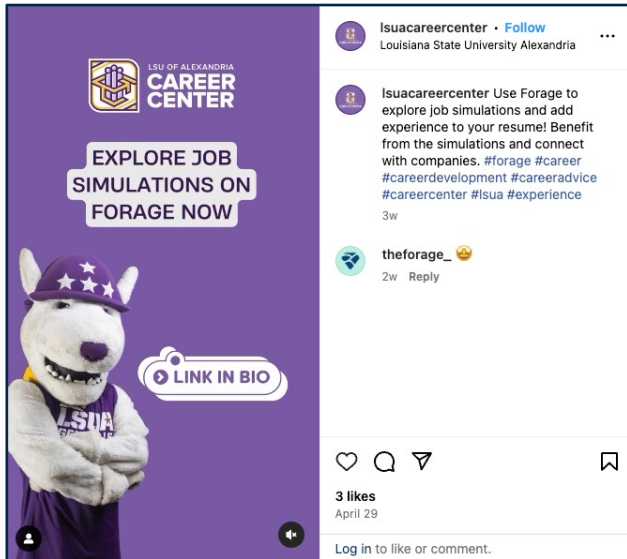 LSU OF ALEXANDRIA
CAREER
CENTER
EXPLORE JOB
SIMULATIONS ON
FORAGE NOW
LINK IN BIO
LSUA
lsuacareercenter • Follow
Louisiana State University Alexandria
lsuacareercenter Use Forage to
explore job simulations and add
experience to your resume! Benefit
from the simulations and connect
with companies. #forage #career
#careerdevelopment #careeradvice
#careercenter #lsua #experience
3w
theforage_ 🤩
2w Reply
3 likes
April 29
Log in to like or comment.